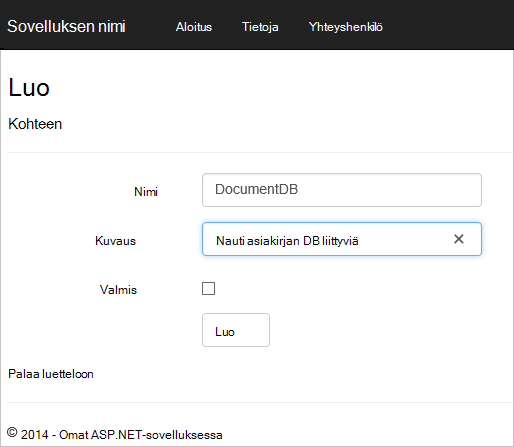 Sovelluksen nimi Aloitus Tietoja Yhteyshenkilö
Luo
Kohteen
Nimi DocumentDB
Kuvaus Nauti asiakirjan DB liittyviä
Valmis
Luo
Palaa luetteloon
© 2014 - Omat ASP.NET-sovelluksessa